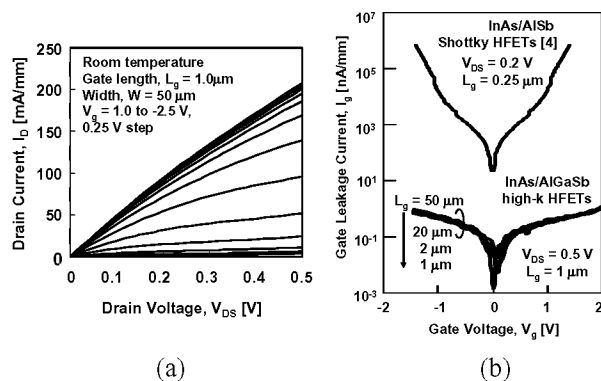 (a)
250
200
150
100
50
0
Drain Current, I_D [mA/mm]
Room temperature
Gate length, L_g = 1.0μm
Width, W = 50 μm
V_g = 1.0 to -2.5 V,
0.25 V step
0 0.1 0.2 0.3 0.4 0.5
Drain Voltage, V_DS [V]
(a)
(b)
10^7
10^5
10^3
10^1
10^-1
10^-3
Gate Leakage Current, I_g [nA/mm]
InAs/AlSb
Shottky HFETs [4]
V_DS = 0.2 V
L_g = 0.25 μm
InAs/AlGaSb
high-k HFETs
L_g = 50 μm
20 μm
2 μm
1 μm
V_DS = 0.5 V
L_g = 1 μm
-2 -1 0 1 2
Gate Voltage, V_g [V]
(b)